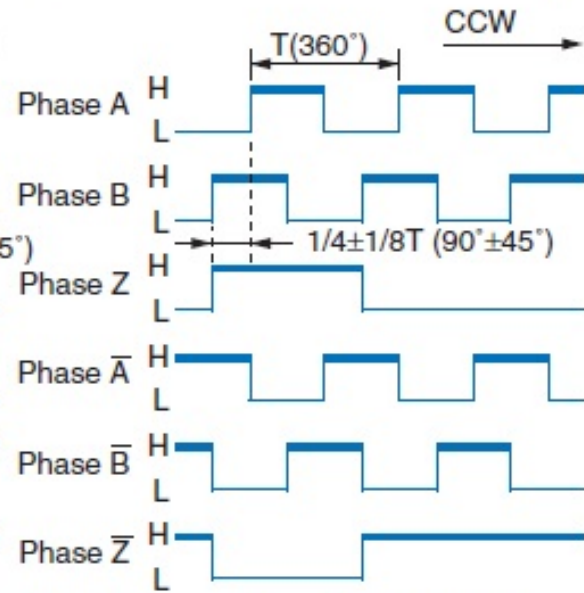 CCW
T(360°)
Phase A H
L
Phase B H
L
5°)
1/4±1/8T (90°±45°)
Phase Z H
L
Phase A̅ H
L
Phase B̅ H
L
Phase Z̅ H
L